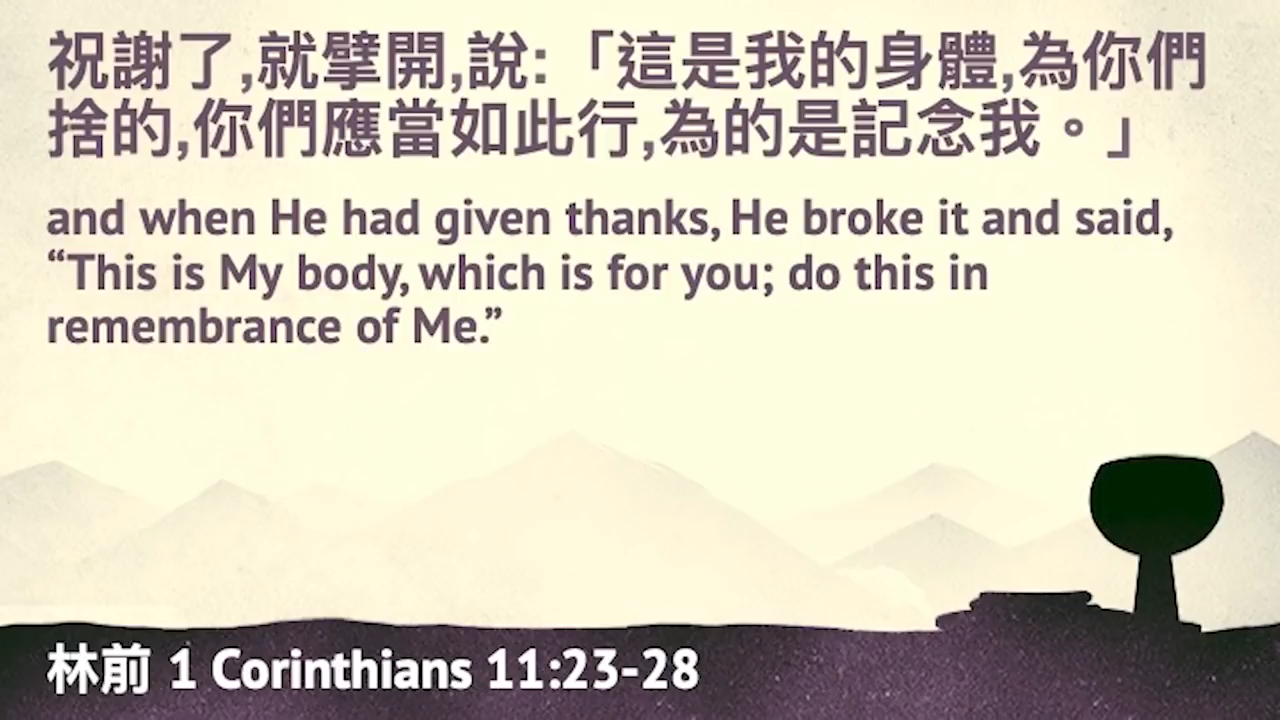 祝謝了,就擘開,說:「這是我的身體,為你們
捨的,你們應當如此行,為的是記念我。」
and when He had given thanks, He broke it and said,
“This is My body, which is for you; do this in
remembrance of Me.”
林前 1 Corinthians 11:23-28